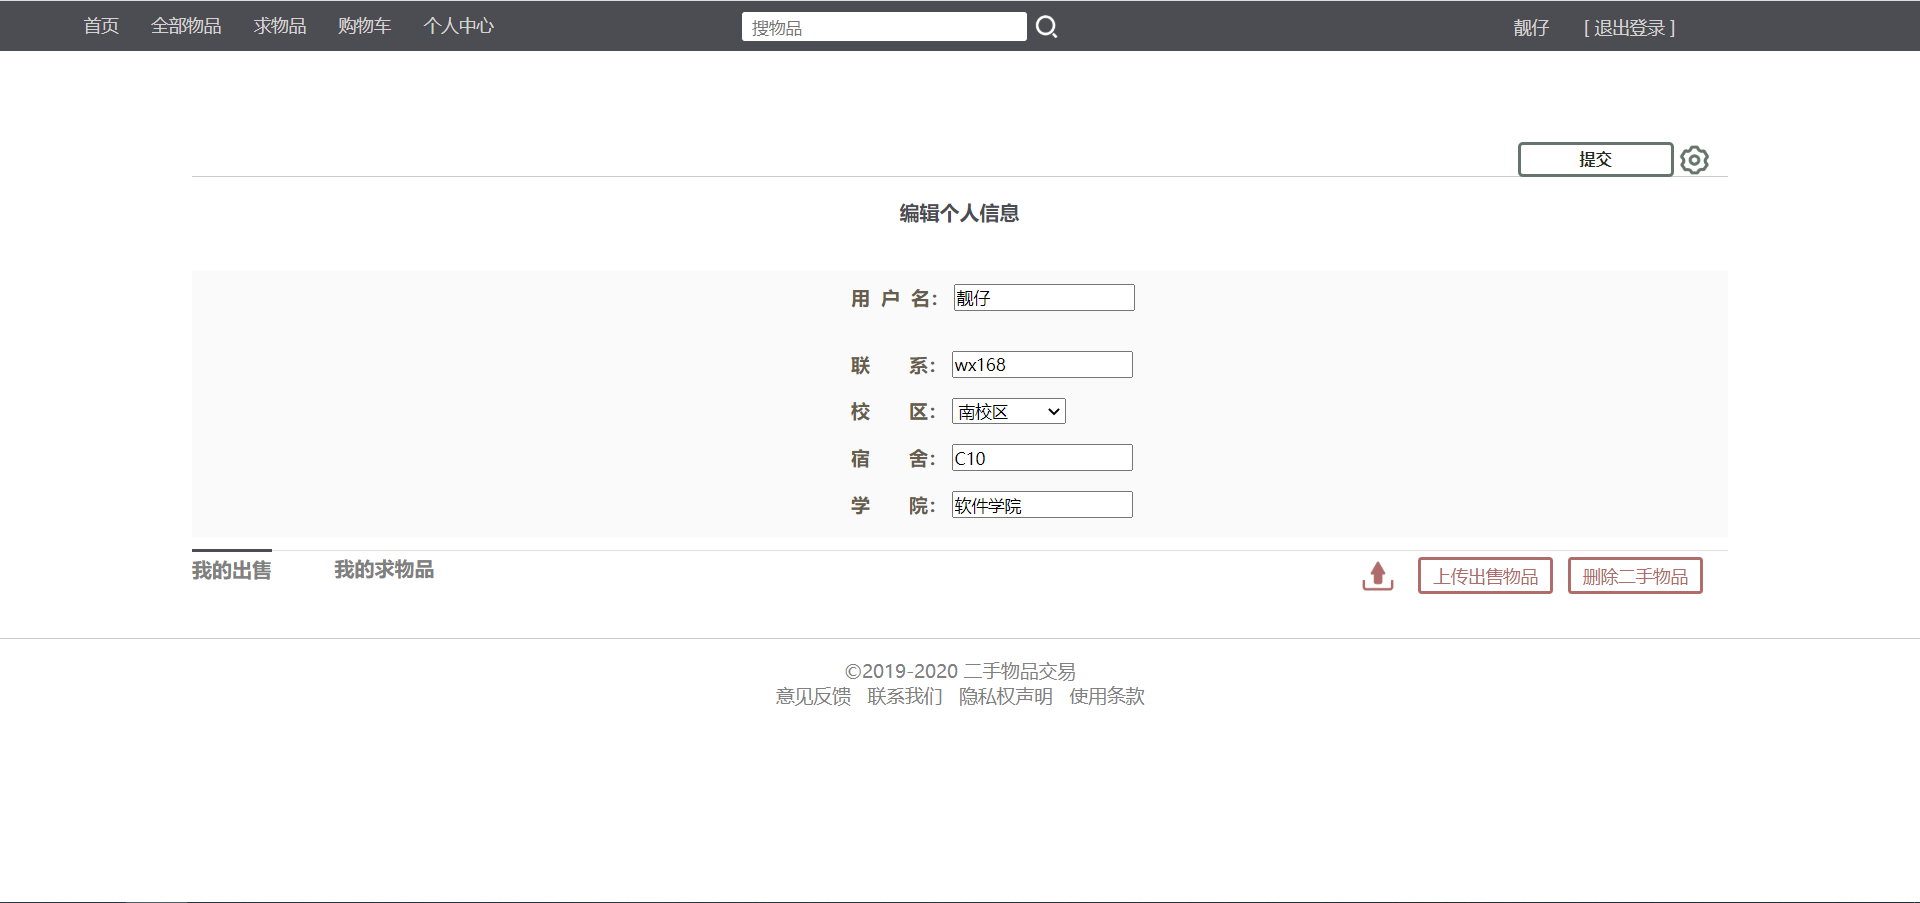 首页 全部物品 求物品 购物车 个人中心 搜物品 靓仔 [ 退出登录 ]
提交
编辑个人信息
用 户 名： 靓仔
联 系： wx168
校 区： 南校区
宿 舍： C10
学 院： 软件学院
我的出售 我的求物品 上传出售物品 删除二手物品
©2019-2020 二手物品交易
意见反馈 联系我们 隐私权声明 使用条款